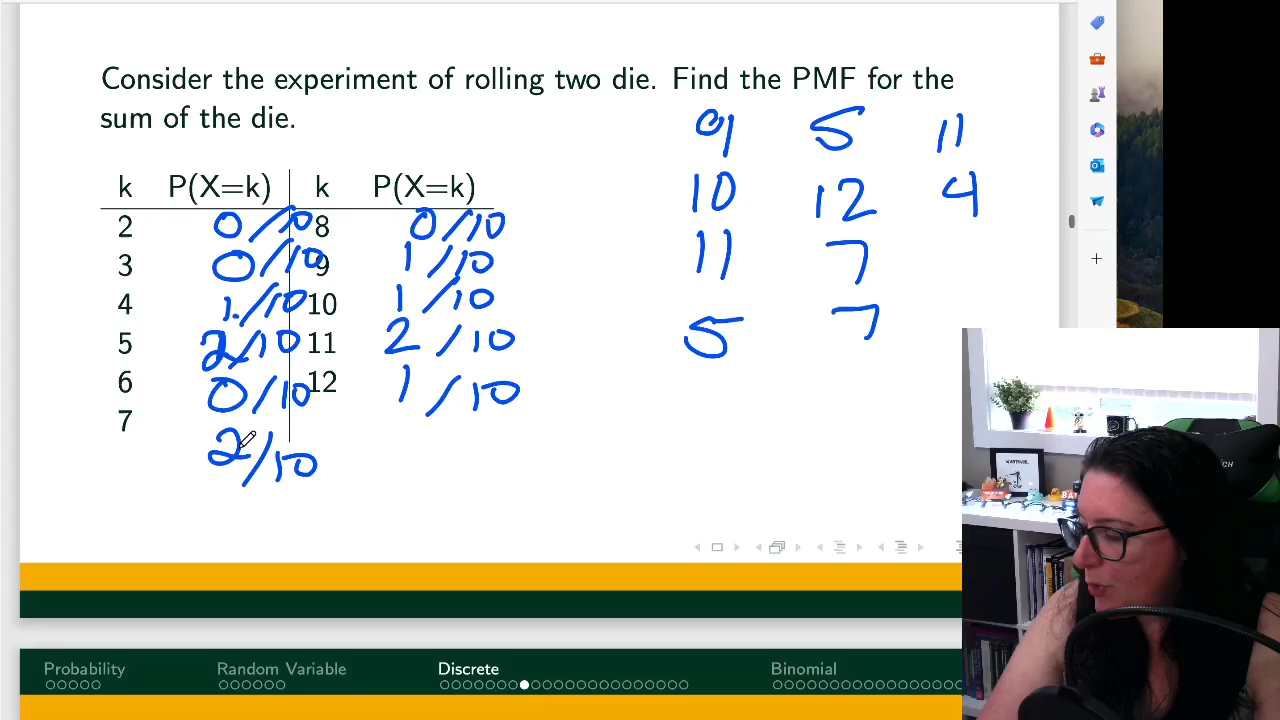 Consider the experiment of rolling two die. Find the PMF for the
sum of the die.
k P(X=k) k P(X=k)
2 0/10 8 0/10
3 0/10 9 1/10
4 1/10 10 1/10
5 2/10 11 2/10
6 0/10 12 1/10
7 2/10
9 5 11
10 12 4
11 7
5 7
Probability Random Variable Discrete Binomial